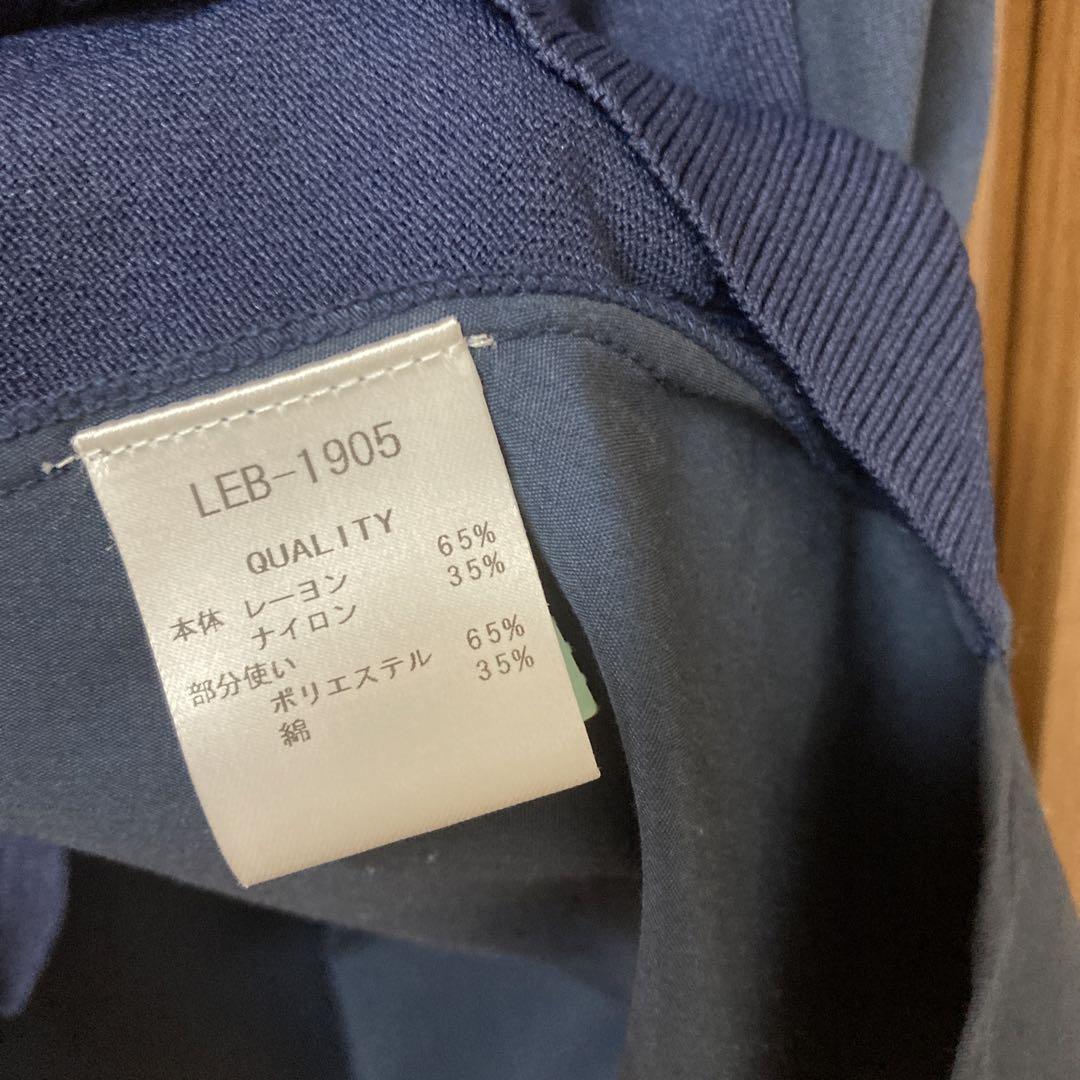 LEB-1905
QUALITY
本体 レーヨン 65%
ナイロン 35%
部分使い
ポリエステル 65%
綿 35%